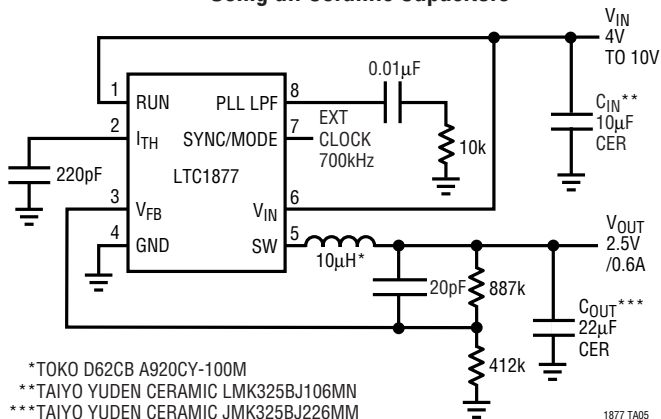 Using all Ceramic Capacitors
VIN
4V
TO 10V
0.01µF
CIN**
10µF
CER
1
RUN
PLL LPF
8
EXT
CLOCK
700kHz
10k
2
ITH
SYNC/MODE
7
220pF
LTC1877
3
VFB
VIN
6
4
GND
SW
5
10µH*
VOUT
2.5V
/0.6A
20pF
887k
COUT***
22µF
CER
412k
*TOKO D62CB A920CY-100M
**TAIYO YUDEN CERAMIC LMK325BJ106MN
***TAIYO YUDEN CERAMIC JMK325BJ226MM
1877 TA05